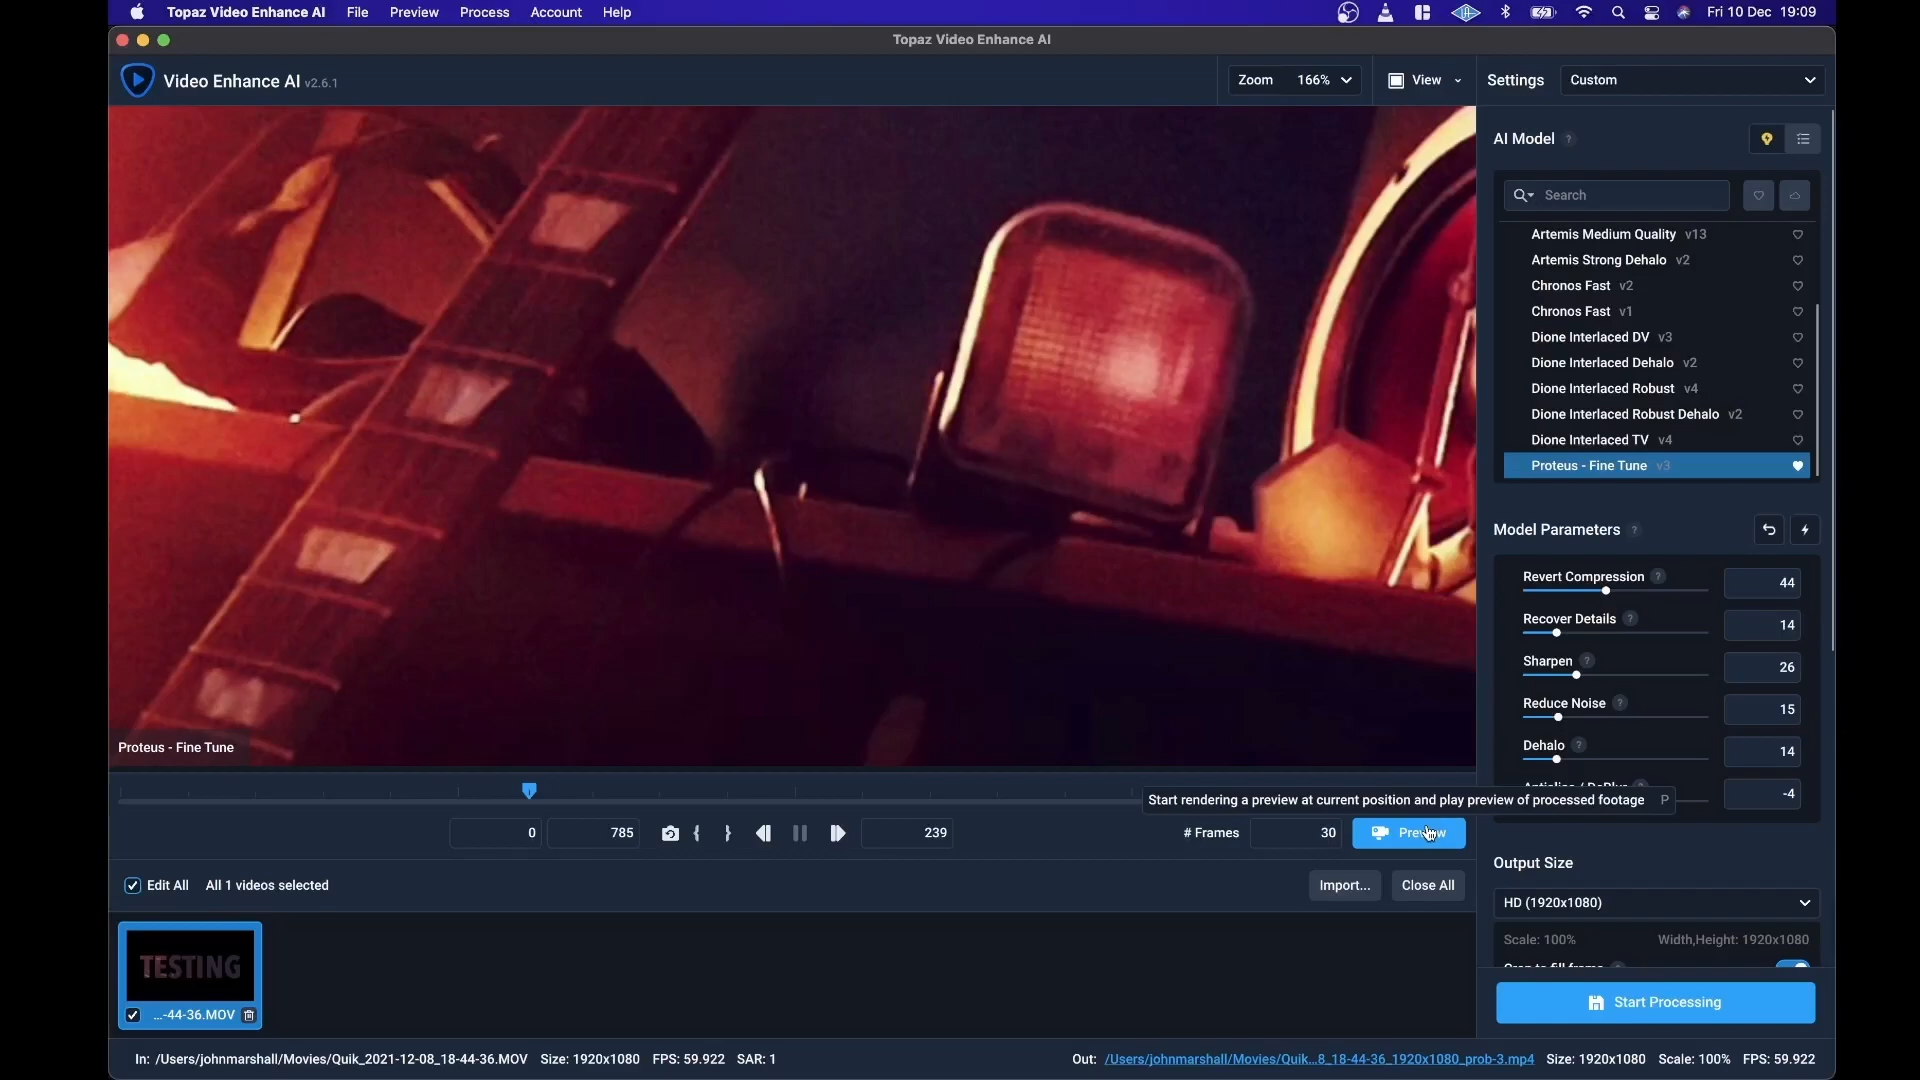 Topaz Video Enhance AI File Preview Process Account Help Fri 10 Dec 19:09
Topaz Video Enhance AI
Video Enhance AI v2.6.1
Zoom 166% View Settings Custom
AI Model ?
Search
Artemis Medium Quality v13
Artemis Strong Dehalo v2
Chronos Fast v2
Chronos Fast v1
Dione Interlaced DV v3
Dione Interlaced Dehalo v2
Dione Interlaced Robust v4
Dione Interlaced Robust Dehalo v2
Dione Interlaced TV v4
Proteus - Fine Tune v3
Model Parameters ?
Revert Compression ? 44
Recover Details ? 14
Sharpen ? 26
Reduce Noise ? 15
Dehalo ? 14
-4
Proteus - Fine Tune
Start rendering a preview at current position and play preview of processed footage P
0 785 { } 239 # Frames 30 Preview
Output Size
HD (1920x1080)
Scale: 100% Width,Height: 1920x1080
Crop to fill frame
Edit All All 1 videos selected Import... Close All
TESTING
...-44-36.MOV
Start Processing
In: /Users/johnmarshall/Movies/Quik_2021-12-08_18-44-36.MOV Size: 1920x1080 FPS: 59.922 SAR: 1 Out: /Users/johnmarshall/Movies/Quik...8_18-44-36_1920x1080_prob-3.mp4 Size: 1920x1080 Scale: 100% FPS: 59.922